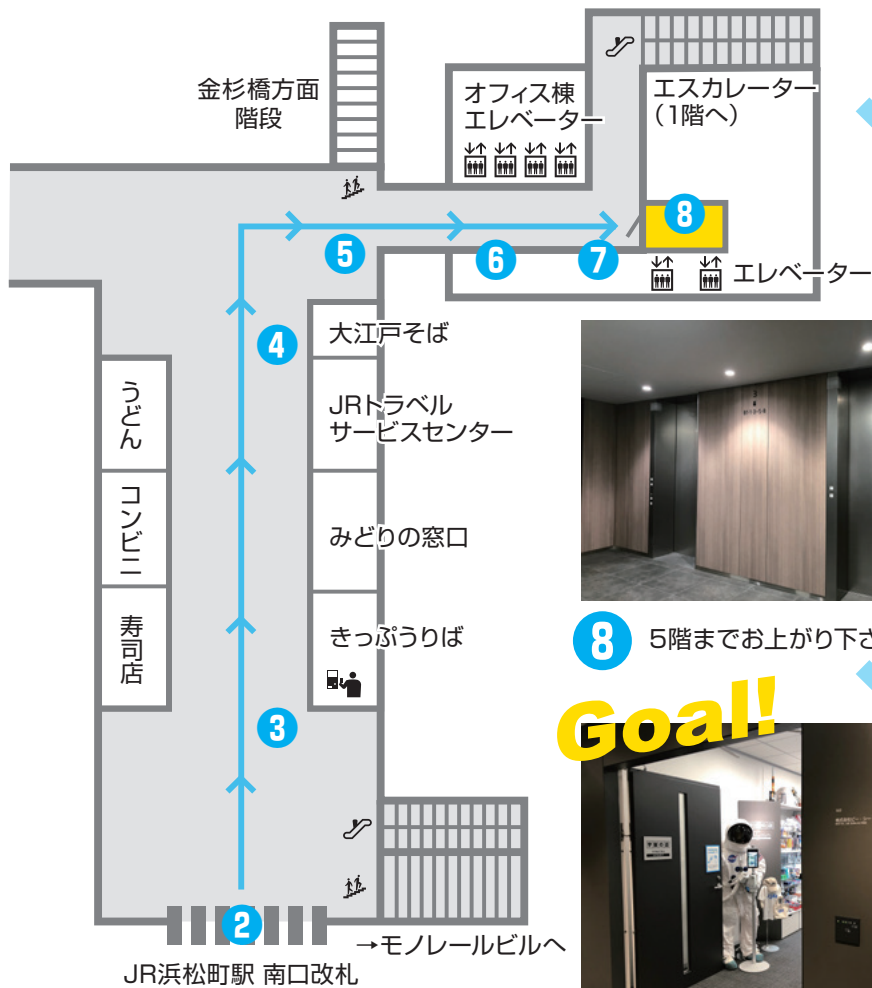 金杉橋方面
階段
オフィス棟
エレベーター
エスカレーター
（1階へ）
8
5
6
7
エレベーター
4
大江戸そば
うどん
JRトラベル
サービスセンター
コンビニ
みどりの窓口
寿司店
きっぷうりば
8 5階までお上がり下さ
3
Goal!
2
→モノレールビルへ
JR浜松町駅 南口改札